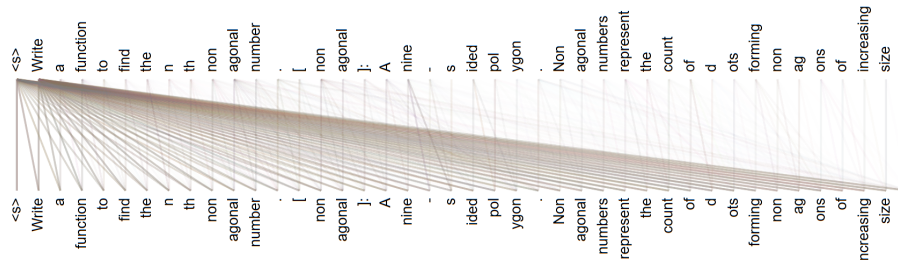 <s> Write a function to find the n th non agonal number . [ non agonal ]: A nine - s ided pol ygon . Non agonal numbers represent the count of d ots forming non ag ons of increasing size
<s> Write a function to find the n th non agonal number . [ non agonal ]: A nine - s ided pol ygon . Non agonal numbers represent the count of d ots forming non ag ons of ncreasing size